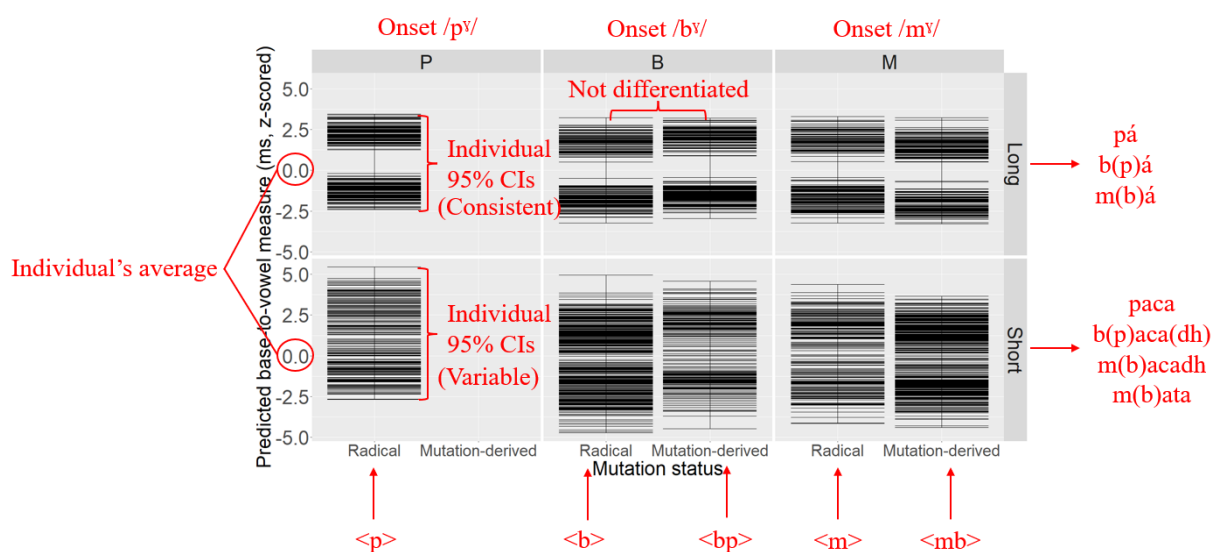 Onset /pˠ/ Onset /bˠ/ Onset /mˠ/
P B M
Predicted base-to-vowel measure (ms, z-scored)
5.0
2.5
0.0
-2.5
-5.0
Not differentiated
Individual
95% CIs
(Consistent)
Long
pá
b(p)á
m(b)á
Individual's average
5.0
2.5
0.0
-2.5
-5.0
Individual
95% CIs
(Variable)
Short
paca
b(p)aca(dh)
m(b)acadh
m(b)ata
Radical Mutation-derived Radical Mutation-derived Radical Mutation-derived
Mutation status
<p> <b> <bp> <m> <mb>